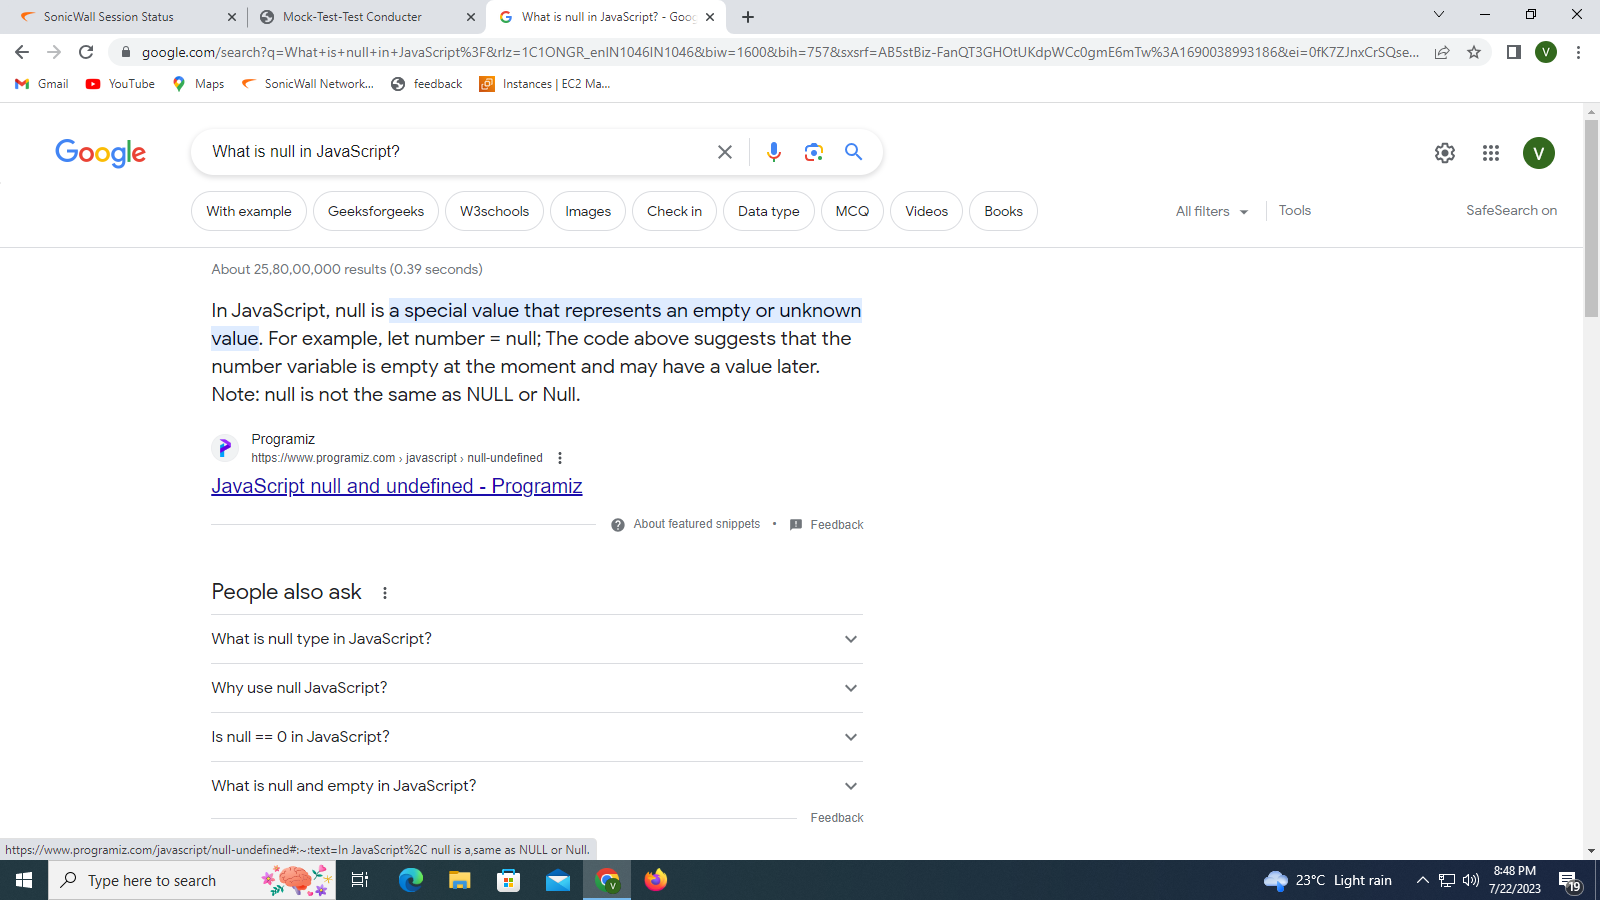 SonicWall Session Status
Mock-Test-Test Conducter
What is null in JavaScript? - Goog
google.com/search?q=What+is+null+in+JavaScript%3F&rlz=1C1ONGR_enIN1046IN1046&biw=1600&bih=757&sxsrf=AB5stBiz-FanQT3GHOtUKdpWCc0gmE6mTw%3A1690038993186&ei=0fK7ZJnxCrSQse...
V
Gmail
YouTube
Maps
SonicWall Network...
feedback
Instances | EC2 Ma...
Google
What is null in JavaScript?
V
With example
Geeksforgeeks
W3schools
Images
Check in
Data type
MCQ
Videos
Books
All filters
Tools
SafeSearch on
About 25,80,00,000 results (0.39 seconds)
In JavaScript, null is a special value that represents an empty or unknown
value. For example, let number = null; The code above suggests that the
number variable is empty at the moment and may have a value later.
Note: null is not the same as NULL or Null.
Programiz
https://www.programiz.com › javascript › null-undefined
JavaScript null and undefined - Programiz
About featured snippets • Feedback
People also ask
What is null type in JavaScript?
Why use null JavaScript?
Is null == 0 in JavaScript?
What is null and empty in JavaScript?
Feedback
https://www.programiz.com/javascript/null-undefined#:~:text=In JavaScript%2C null is a,same as NULL or Null.
Type here to search
V
23°C Light rain
8:48 PM
7/22/2023
19